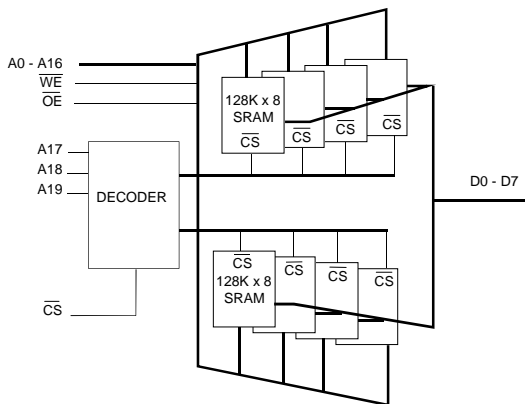 A0 - A16
WE
OE
128K x 8
SRAM
CS
CS
CS
CS
A17
A18
A19
DECODER
D0 - D7
CS
CS
CS
CS
128K x 8
SRAM
CS